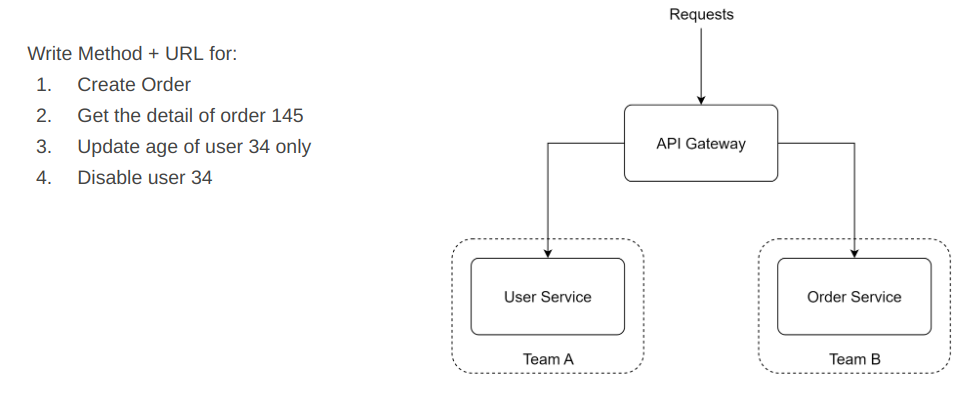 Write Method + URL for:
1. Create Order
2. Get the detail of order 145
3. Update age of user 34 only
4. Disable user 34
Requests
API Gateway
User Service
Order Service
Team A
Team B